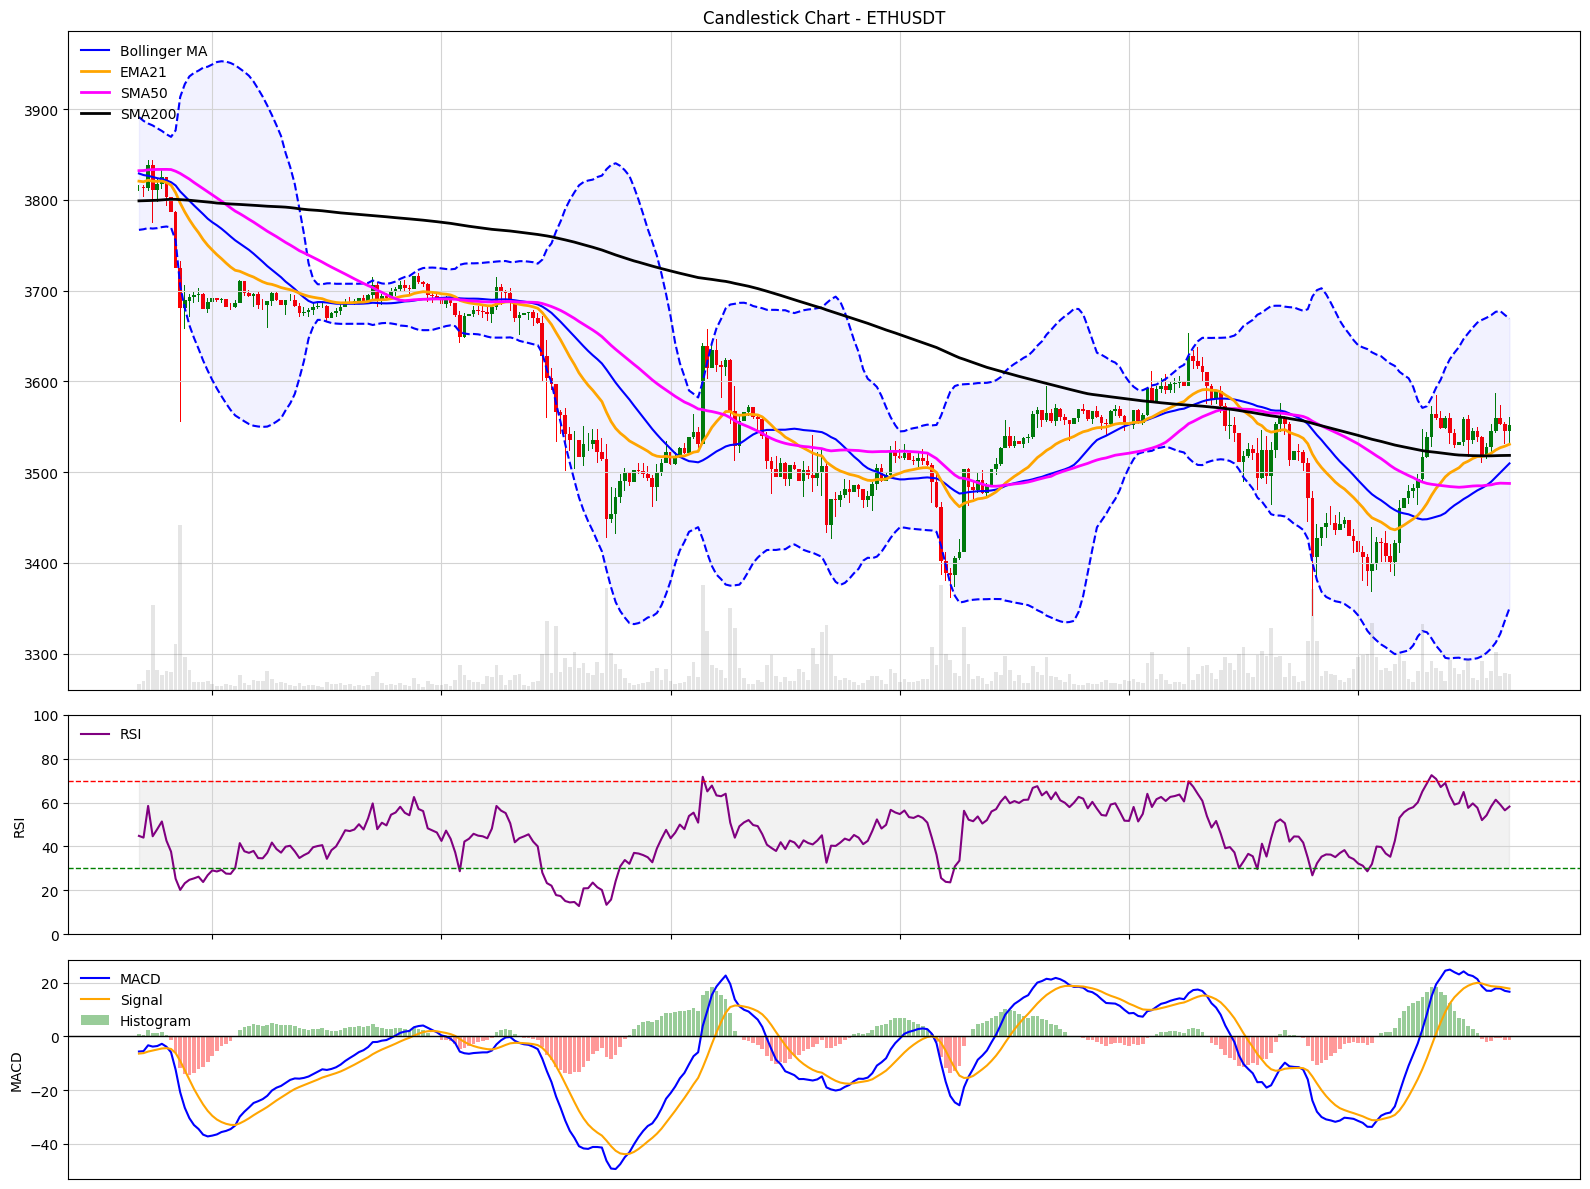 Candlestick Chart - ETHUSDT
Bollinger MA
EMA21
SMA50
SMA200
3900
3800
3700
3600
3500
3400
3300
RSI
100
80
60
40
20
0
RSI
MACD
Signal
Histogram
20
0
−20
−40
MACD